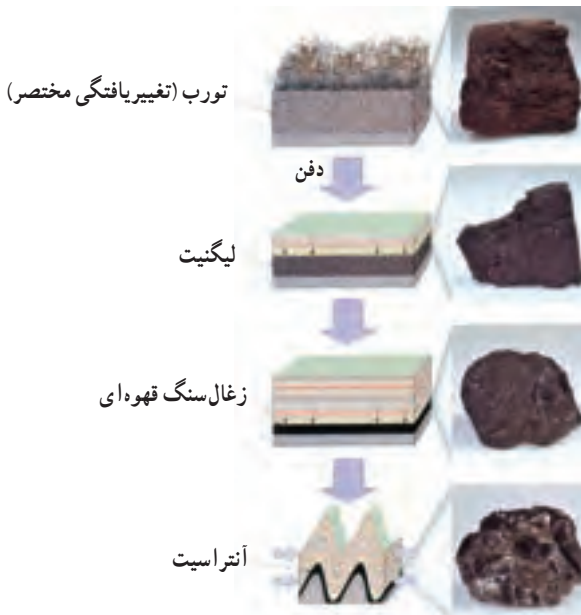 تورب (تغییریافتگی مختصر)
دفن
لیگنیت
زغال‌سنگ قهوه‌ای
آنتراسیت